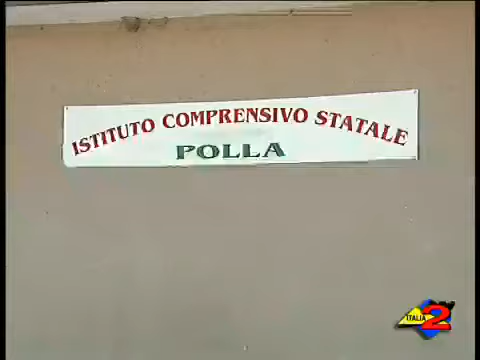 ISTITUTO COMPRENSIVO STATALE
POLLA
ITALIA 2